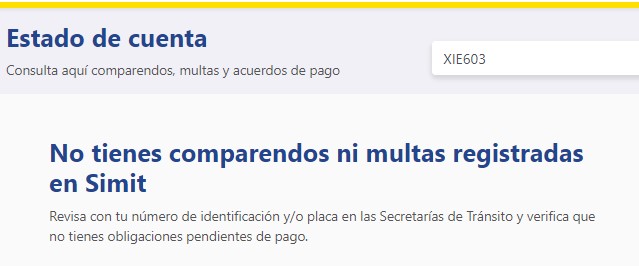 Estado de cuenta
Consulta aquí comparendos, multas y acuerdos de pago
XIE603
No tienes comparendos ni multas registradas
en Simit
Revisa con tu número de identificación y/o placa en las Secretarías de Tránsito y verifica que
no tienes obligaciones pendientes de pago.